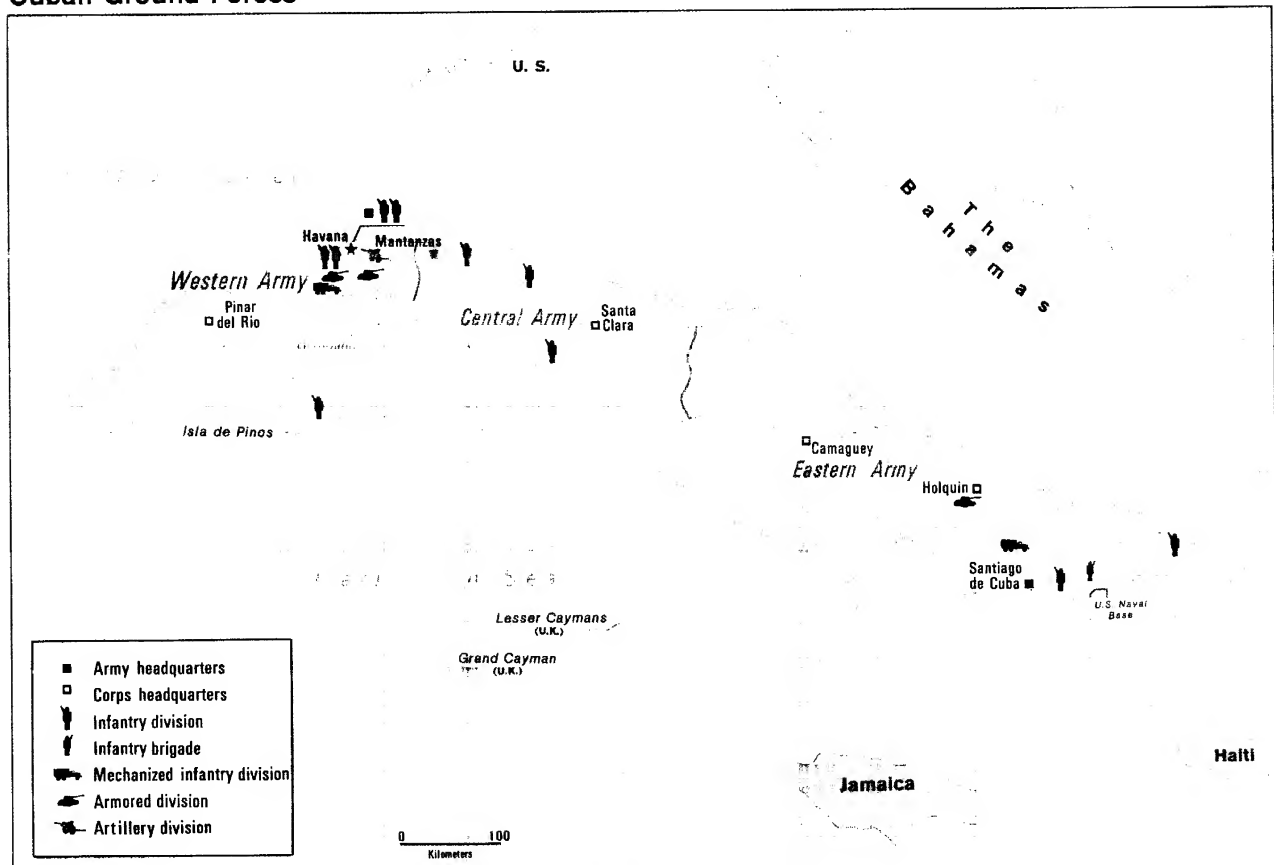 Cuban Ground Forces
U. S.
The
Bahamas
Havana
Mantanzas
Western Army
Pinar
del Rio
Central Army
Santa
Clara
Isla de Pinos
Camaguey
Eastern Army
Holquin
Santiago
de Cuba
U.S. Naval
Base
Lesser Caymans
(U.K.)
Grand Cayman
(U.K.)
Jamaica
Haiti
Army headquarters
Corps headquarters
Infantry division
Infantry brigade
Mechanized infantry division
Armored division
Artillery division
0 100
Kilometers